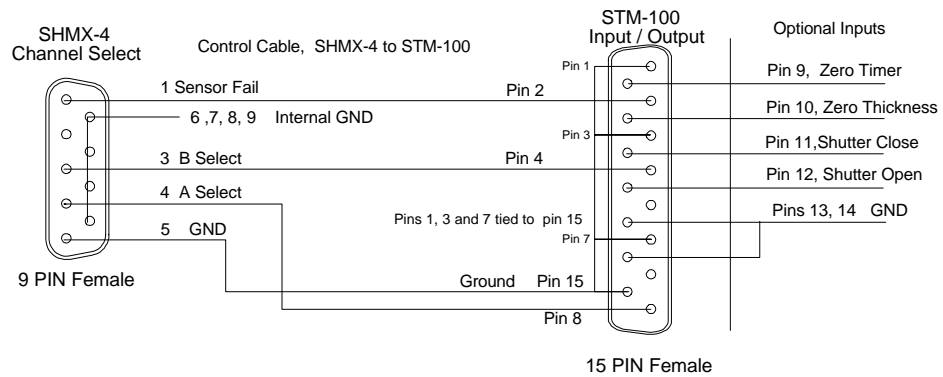 SHMX-4
Channel Select
Control Cable,  SHMX-4 to STM-100
STM-100
Input / Output
Optional Inputs
Pin 1
Pin 9,  Zero Timer
1 Sensor Fail
Pin 2
6 ,7, 8, 9   Internal GND
Pin 10, Zero Thickness
Pin 3
Pin 11,Shutter Close
3  B Select
Pin 4
Pin 12, Shutter Open
4  A Select
Pins 1, 3 and 7 tied to  pin 15
Pins 13, 14   GND
5   GND
Pin 7
9 PIN Female
Ground   Pin 15
Pin 8
15 PIN Female